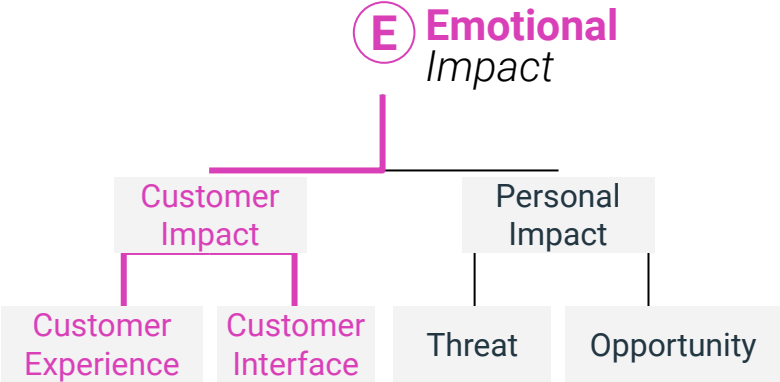 E Emotional
Impact
Customer
Impact
Personal
Impact
Customer
Experience
Customer
Interface
Threat
Opportunity